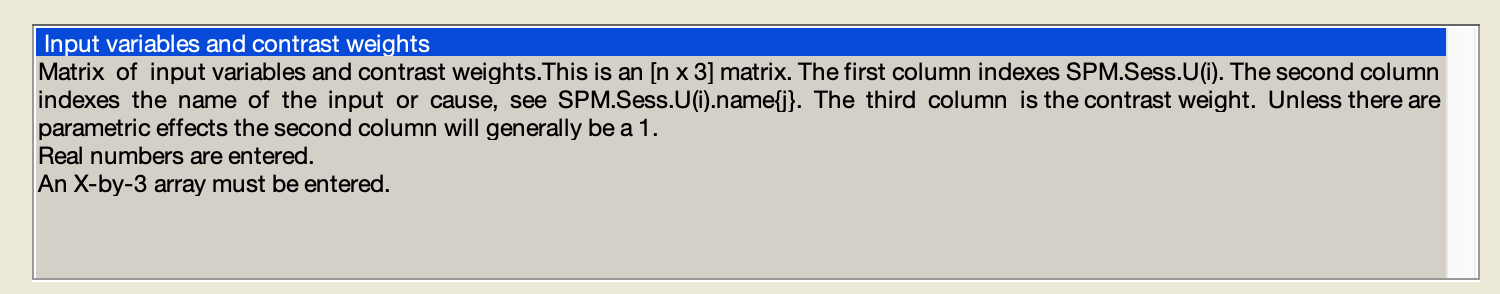 Input variables and contrast weights
Matrix of input variables and contrast weights.This is an [n x 3] matrix. The first column indexes SPM.Sess.U(i). The second column
indexes the name of the input or cause, see SPM.Sess.U(i).name{j}. The third column is the contrast weight. Unless there are
parametric effects the second column will generally be a 1.
Real numbers are entered.
An X-by-3 array must be entered.